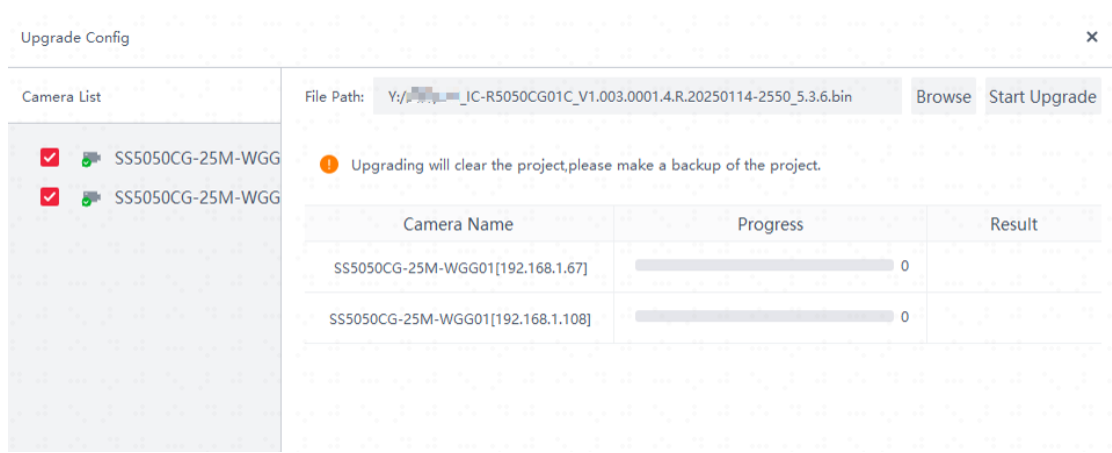 Upgrade Config
Camera List
File Path: Y:/ _IC-R5050CG01C_V1.003.0001.4.R.20250114-2550_5.3.6.bin Browse Start Upgrade
SS5050CG-25M-WGG
SS5050CG-25M-WGG
Upgrading will clear the project,please make a backup of the project.
Camera Name Progress Result
SS5050CG-25M-WGG01[192.168.1.67] 0
SS5050CG-25M-WGG01[192.168.1.108] 0